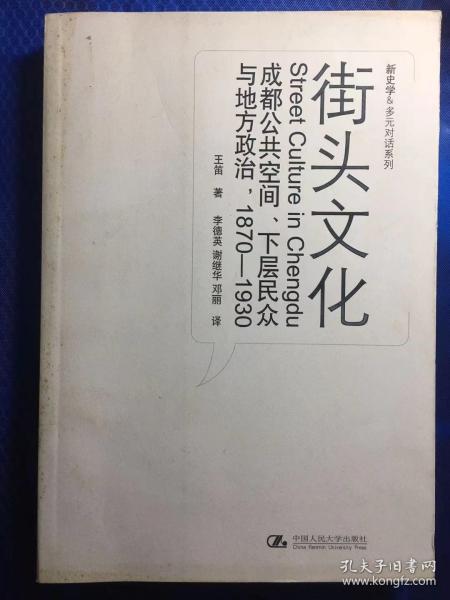 新史学&多元对话系列
街头文化
Street Culture in Chengdu
成都公共空间、下层民众
与地方政治，1870—1930
王笛 著
李德英 谢继华 邓丽 译
中国人民大学出版社
China Renmin University Press
孔夫子旧书网
www.kongfz.com